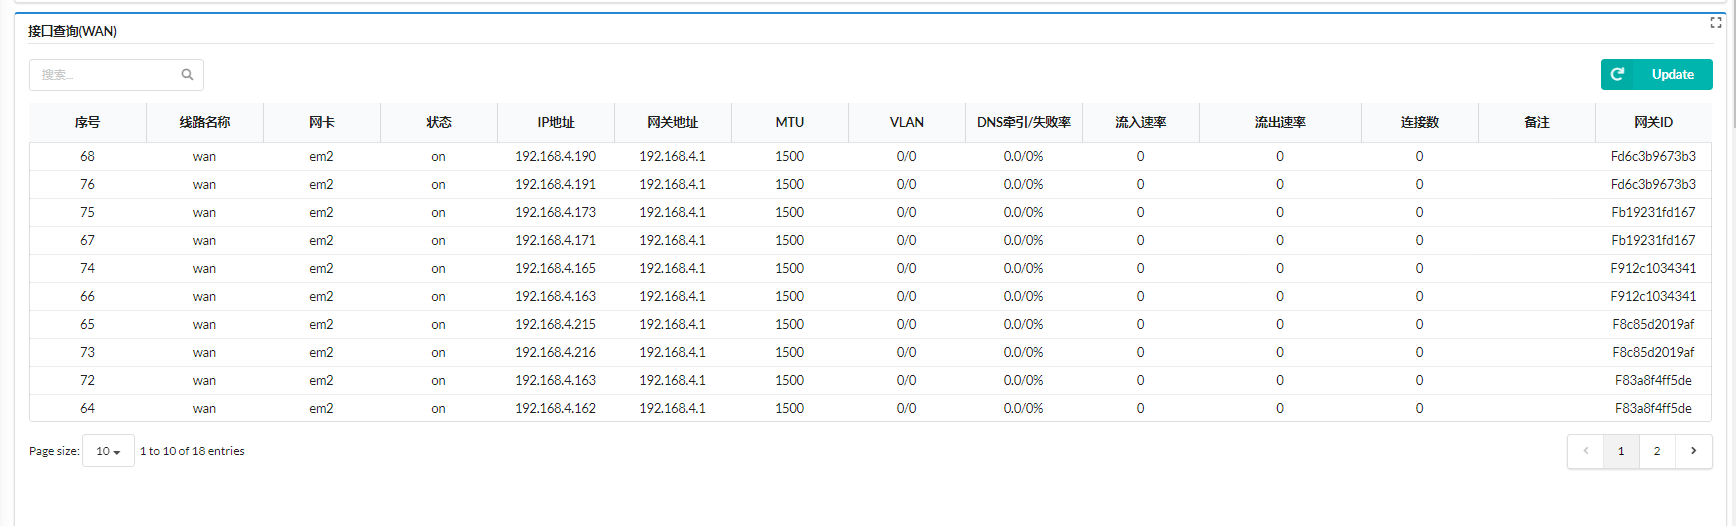 接口查询(WAN)
搜索...
Update
序号 线路名称 网卡 状态 IP地址 网关地址 MTU VLAN DNS牵引/失败率 流入速率 流出速率 连接数 备注 网关ID
68 wan em2 on 192.168.4.190 192.168.4.1 1500 0/0 0.0/0% 0 0 0 Fd6c3b9673b3
76 wan em2 on 192.168.4.191 192.168.4.1 1500 0/0 0.0/0% 0 0 0 Fd6c3b9673b3
75 wan em2 on 192.168.4.173 192.168.4.1 1500 0/0 0.0/0% 0 0 0 Fb19231fd167
67 wan em2 on 192.168.4.171 192.168.4.1 1500 0/0 0.0/0% 0 0 0 Fb19231fd167
74 wan em2 on 192.168.4.165 192.168.4.1 1500 0/0 0.0/0% 0 0 0 F912c1034341
66 wan em2 on 192.168.4.163 192.168.4.1 1500 0/0 0.0/0% 0 0 0 F912c1034341
65 wan em2 on 192.168.4.215 192.168.4.1 1500 0/0 0.0/0% 0 0 0 F8c85d2019af
73 wan em2 on 192.168.4.216 192.168.4.1 1500 0/0 0.0/0% 0 0 0 F8c85d2019af
72 wan em2 on 192.168.4.163 192.168.4.1 1500 0/0 0.0/0% 0 0 0 F83a8f4ff5de
64 wan em2 on 192.168.4.162 192.168.4.1 1500 0/0 0.0/0% 0 0 0 F83a8f4ff5de
Page size: 10 1 to 10 of 18 entries 1 2